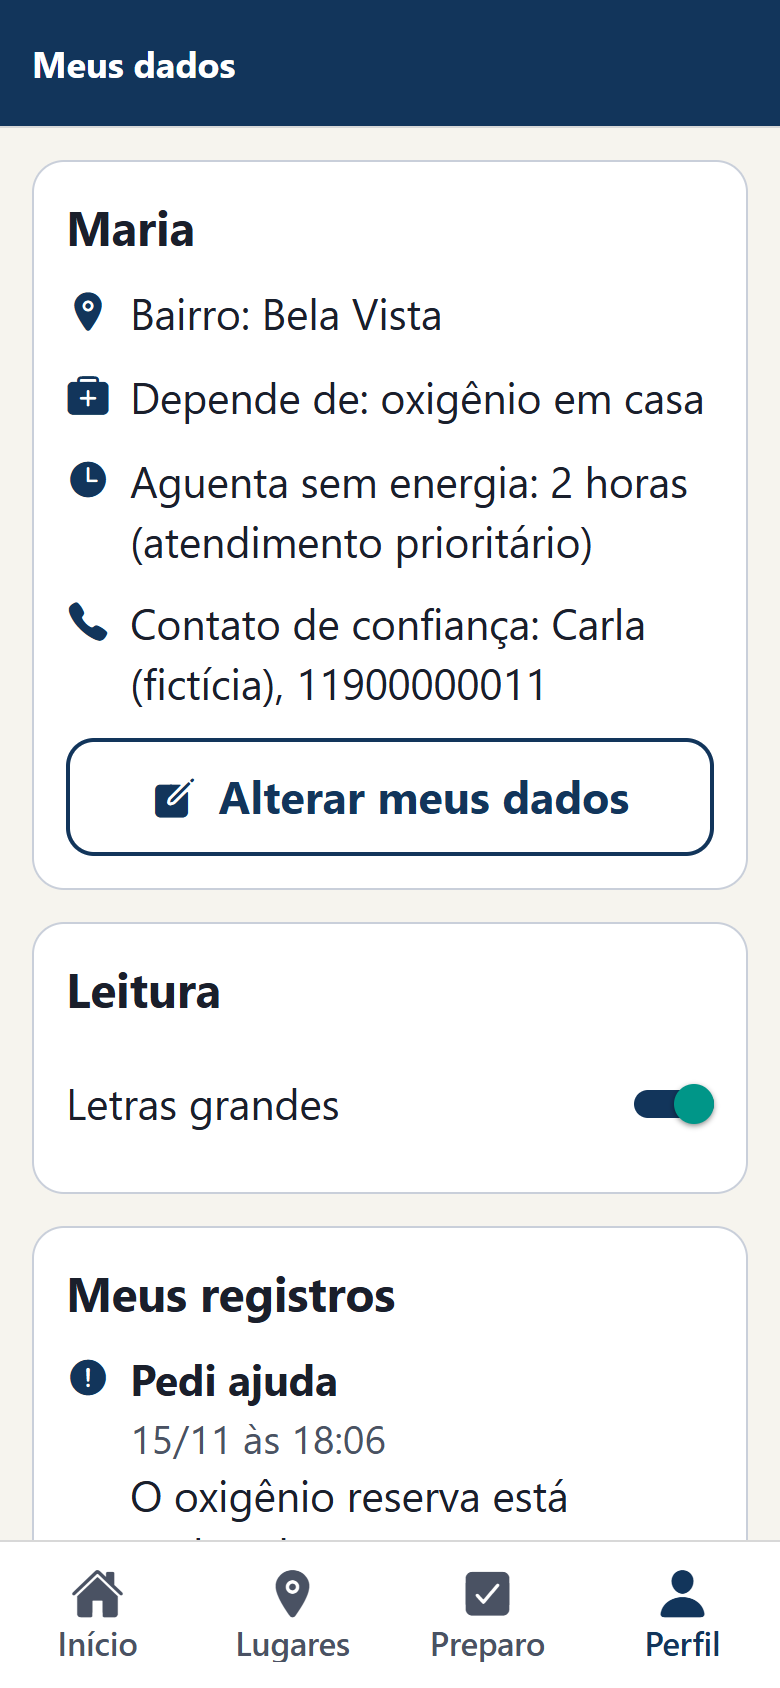 Meus dados
Maria
Bairro: Bela Vista
Depende de: oxigênio em casa
Aguenta sem energia: 2 horas
(atendimento prioritário)
Contato de confiança: Carla
(fictícia), 11900000011
Alterar meus dados
Leitura
Letras grandes
Meus registros
Pedi ajuda
15/11 às 18:06
O oxigênio reserva está
Início
Lugares
Preparo
Perfil